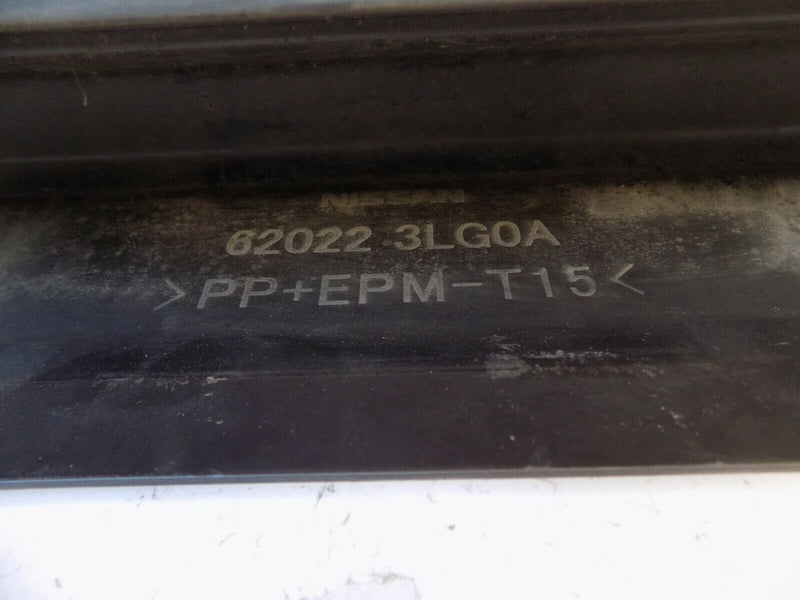 NISSAN
62022 3LG0A
>PP+EPM-T15<